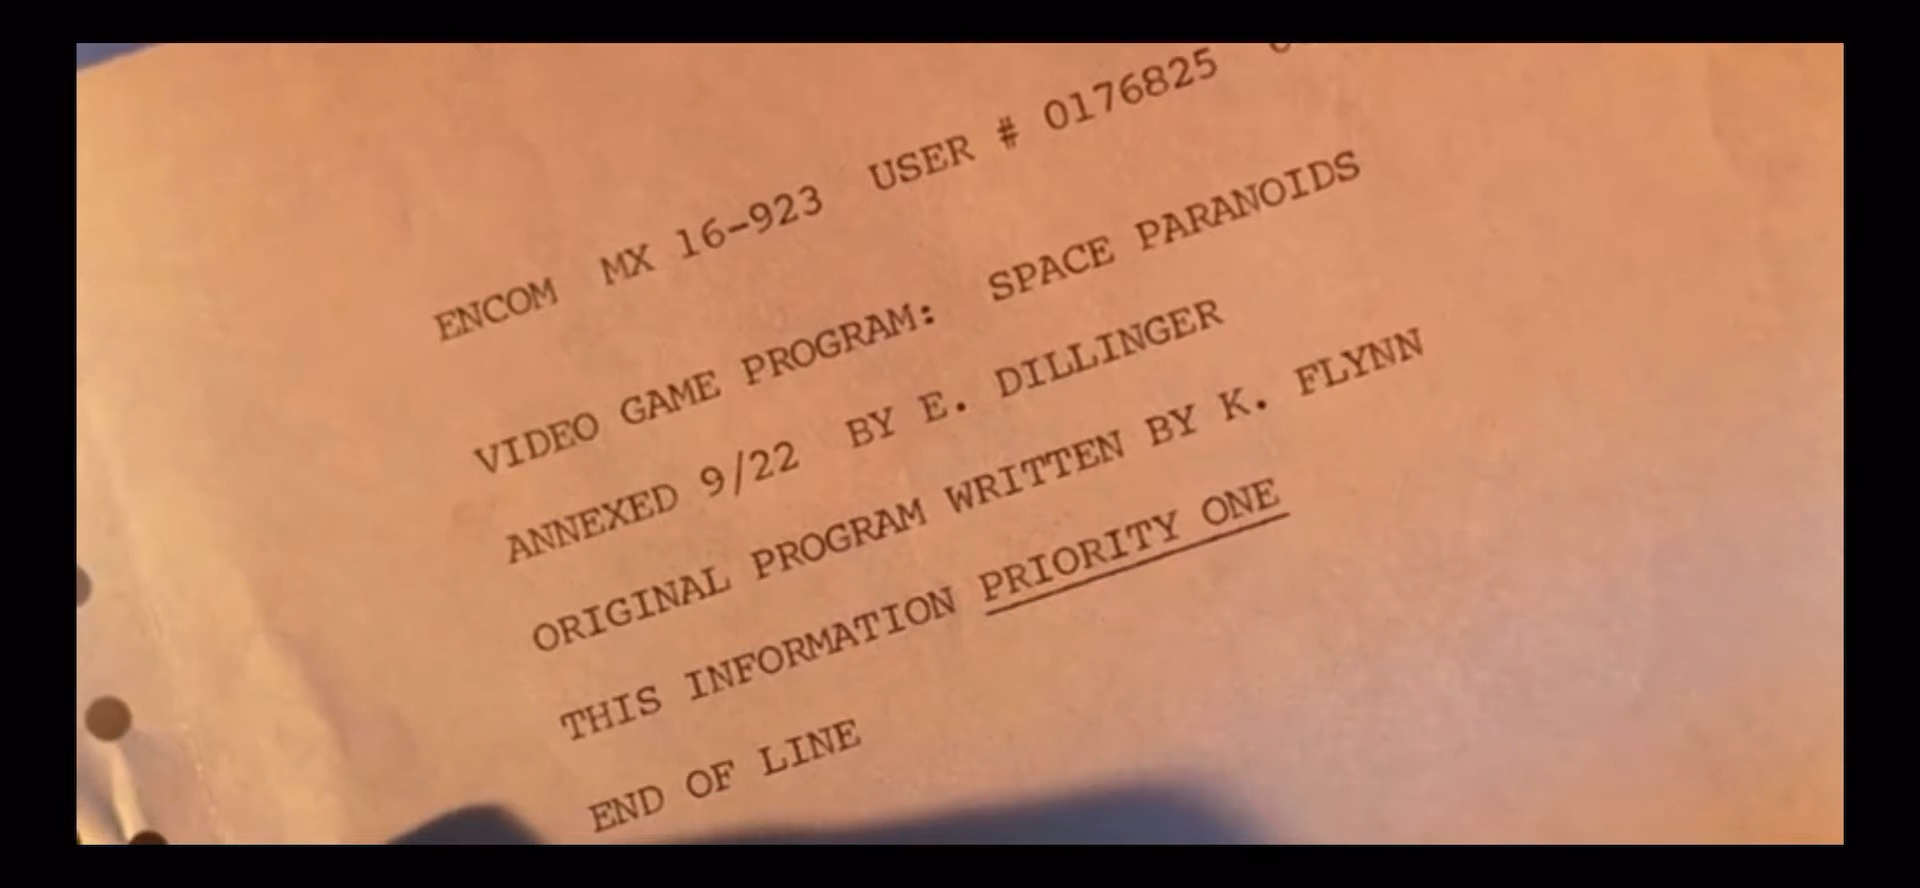 ENCOM MX 16-923 USER # 0176825
VIDEO GAME PROGRAM: SPACE PARANOIDS
ANNEXED 9/22 BY E. DILLINGER
ORIGINAL PROGRAM WRITTEN BY K. FLYNN
THIS INFORMATION PRIORITY ONE
END OF LINE